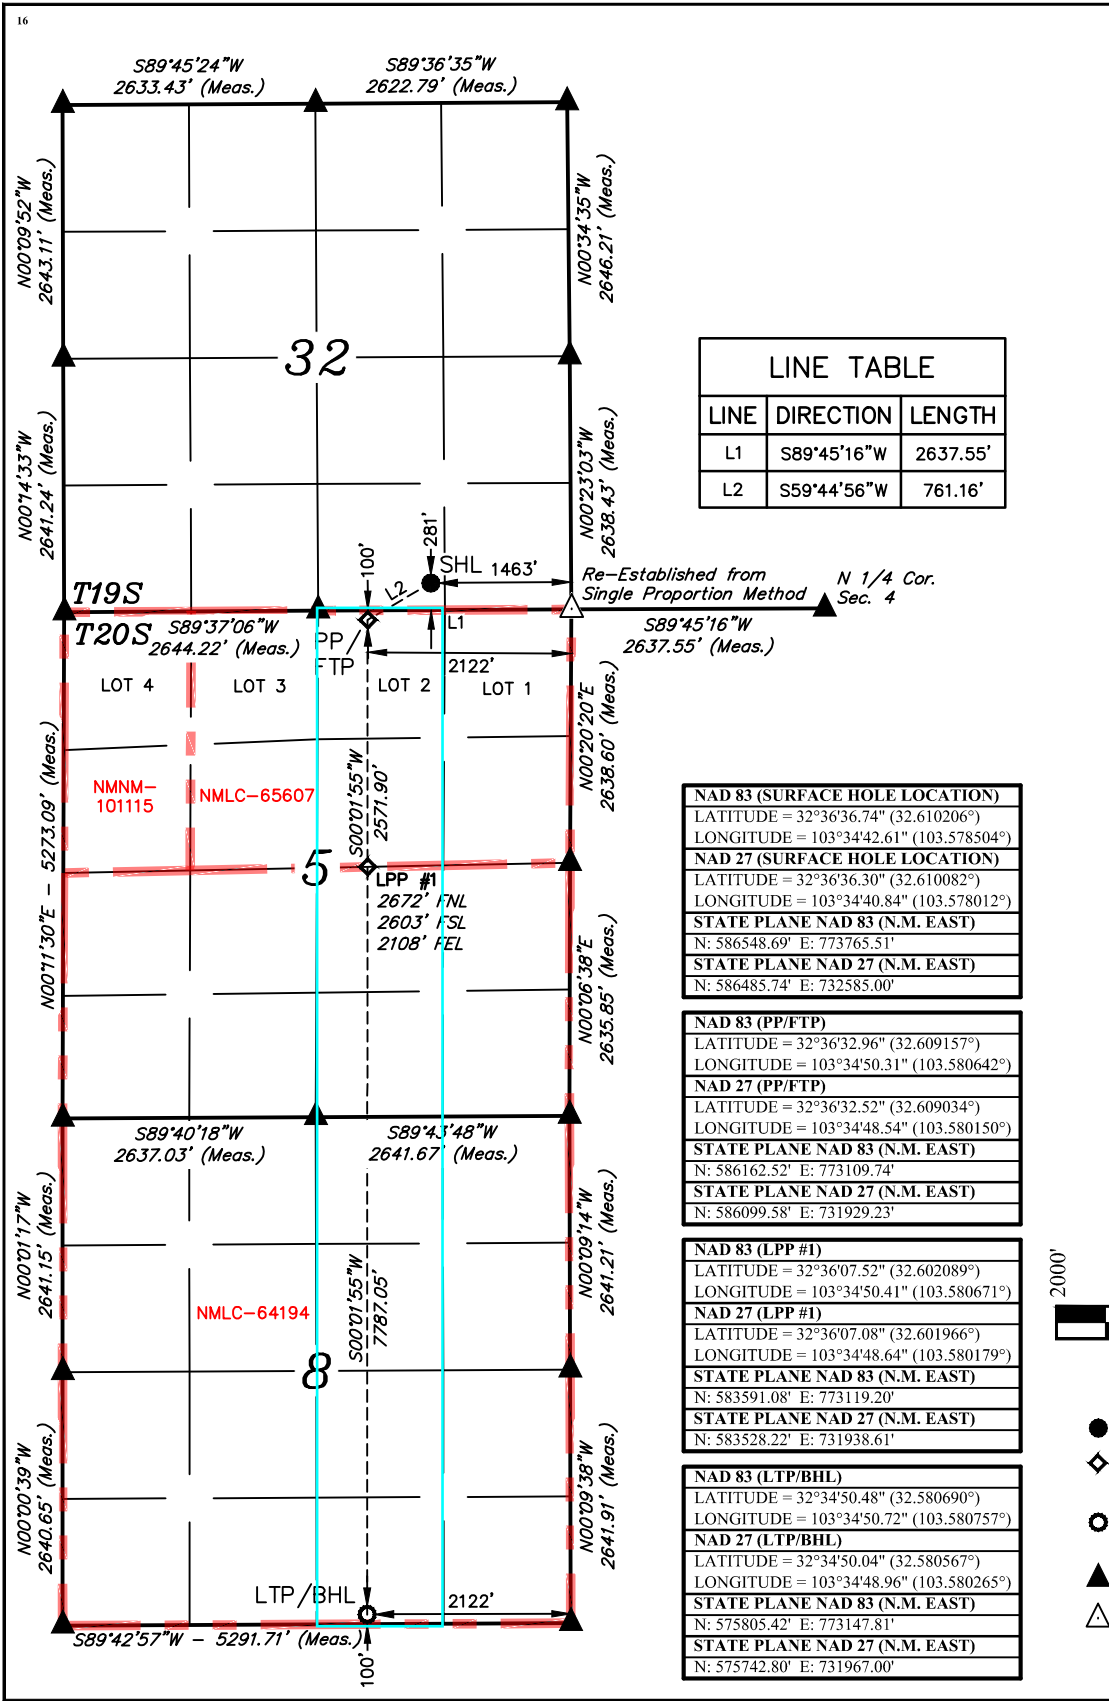 16
S89°45'24"W
2633.43' (Meas.)
S89°36'35"W
2622.79' (Meas.)
N00°09'52"W
2643.11' (Meas.)
N00°34'35"W
2646.21' (Meas.)
32
N00°14'33"W
2641.24' (Meas.)
N00°23'03"W
2638.43' (Meas.)
LINE TABLE
LINE DIRECTION LENGTH
L1 S89°45'16"W 2637.55'
L2 S59°44'56"W 761.16'
100'
281'
SHL 1463'
L2
Re-Established from
Single Proportion Method
N 1/4 Cor.
Sec. 4
T19S
T20S
S89°37'06"W
2644.22' (Meas.)
PP/
FTP
L1
S89°45'16"W
2637.55' (Meas.)
2122'
LOT 4
LOT 3
LOT 2
LOT 1
N00°11'30"E - 5273.09' (Meas.)
N00°20'20"E
2638.60' (Meas.)
NMNM-
101115
NMLC-65607
S00°01'55"W
2571.90'
5
LPP #1
2672' FNL
2603' FSL
2108' FEL
N00°06'38"E
2635.85' (Meas.)
S89°40'18"W
2637.03' (Meas.)
S89°43'48"W
2641.67' (Meas.)
N00°01'17"W
2641.15' (Meas.)
N00°09'14"W
2641.21' (Meas.)
NMLC-64194
S00°01'55"W
7787.05'
8
N00°00'39"W
2640.65' (Meas.)
N00°09'38"W
2641.91' (Meas.)
LTP/BHL
2122'
S89°42'57"W - 5291.71' (Meas.)
100'
NAD 83 (SURFACE HOLE LOCATION)
LATITUDE = 32°36'36.74" (32.610206°)
LONGITUDE = 103°34'42.61" (103.578504°)
NAD 27 (SURFACE HOLE LOCATION)
LATITUDE = 32°36'36.30" (32.610082°)
LONGITUDE = 103°34'40.84" (103.578012°)
STATE PLANE NAD 83 (N.M. EAST)
N: 586548.69' E: 773765.51'
STATE PLANE NAD 27 (N.M. EAST)
N: 586485.74' E: 732585.00'
NAD 83 (PP/FTP)
LATITUDE = 32°36'32.96" (32.609157°)
LONGITUDE = 103°34'50.31" (103.580642°)
NAD 27 (PP/FTP)
LATITUDE = 32°36'32.52" (32.609034°)
LONGITUDE = 103°34'48.54" (103.580150°)
STATE PLANE NAD 83 (N.M. EAST)
N: 586162.52' E: 773109.74'
STATE PLANE NAD 27 (N.M. EAST)
N: 586099.58' E: 731929.23'
NAD 83 (LPP #1)
LATITUDE = 32°36'07.52" (32.602089°)
LONGITUDE = 103°34'50.41" (103.580671°)
NAD 27 (LPP #1)
LATITUDE = 32°36'07.08" (32.601966°)
LONGITUDE = 103°34'48.64" (103.580179°)
STATE PLANE NAD 83 (N.M. EAST)
N: 583591.08' E: 773119.20'
STATE PLANE NAD 27 (N.M. EAST)
N: 583528.22' E: 731938.61'
NAD 83 (LTP/BHL)
LATITUDE = 32°34'50.48" (32.580690°)
LONGITUDE = 103°34'50.72" (103.580757°)
NAD 27 (LTP/BHL)
LATITUDE = 32°34'50.04" (32.580567°)
LONGITUDE = 103°34'48.96" (103.580265°)
STATE PLANE NAD 83 (N.M. EAST)
N: 575805.42' E: 773147.81'
STATE PLANE NAD 27 (N.M. EAST)
N: 575742.80' E: 731967.00'
2000'